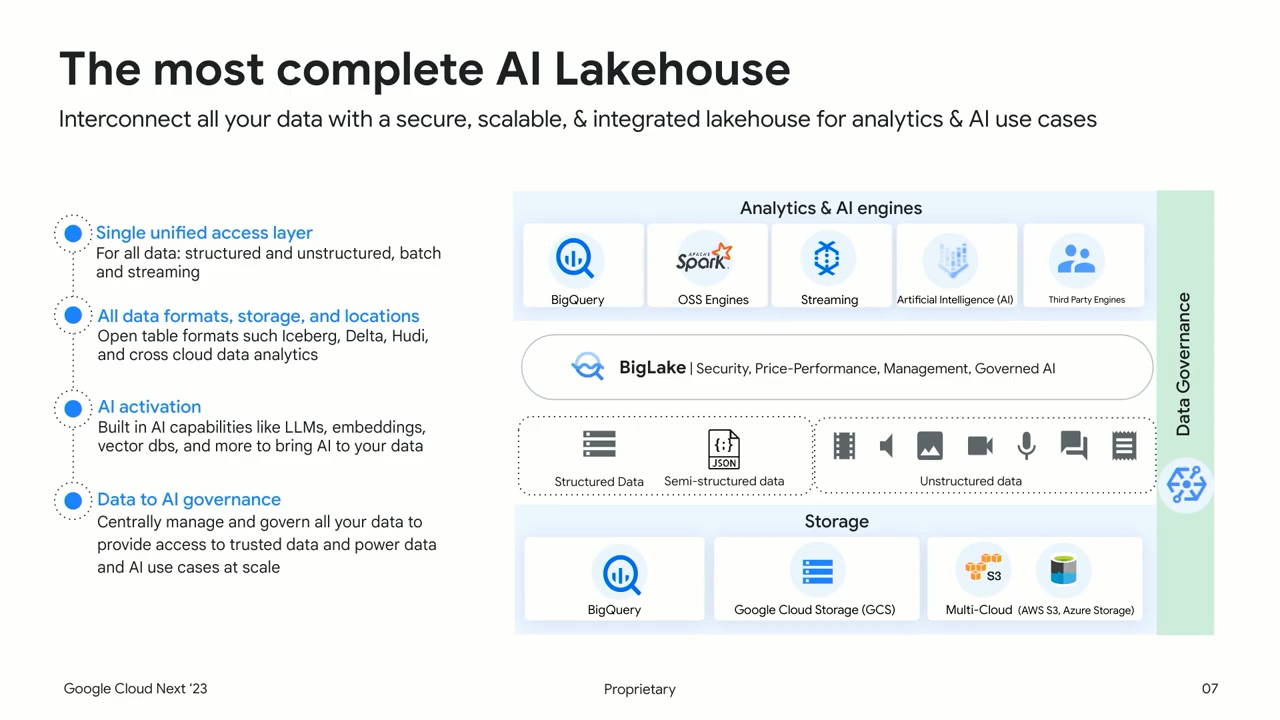 The most complete AI Lakehouse
Interconnect all your data with a secure, scalable, & integrated lakehouse for analytics & AI use cases
Single unified access layer
For all data: structured and unstructured, batch
and streaming
All data formats, storage, and locations
Open table formats such Iceberg, Delta, Hudi,
and cross cloud data analytics
AI activation
Built in AI capabilities like LLMs, embeddings,
vector dbs, and more to bring AI to your data
Data to AI governance
Centrally manage and govern all your data to
provide access to trusted data and power data
and AI use cases at scale
Analytics & AI engines
BigQuery
APACHE
Spark
OSS Engines
Streaming
Artificial Intelligence (AI)
Third Party Engines
BigLake | Security, Price-Performance, Management, Governed AI
{;}
JSON
Structured Data
Semi-structured data
Unstructured data
Storage
BigQuery
Google Cloud Storage (GCS)
S3
Multi-Cloud (AWS S3, Azure Storage)
Data Governance
Google Cloud Next ‘23
Proprietary
07